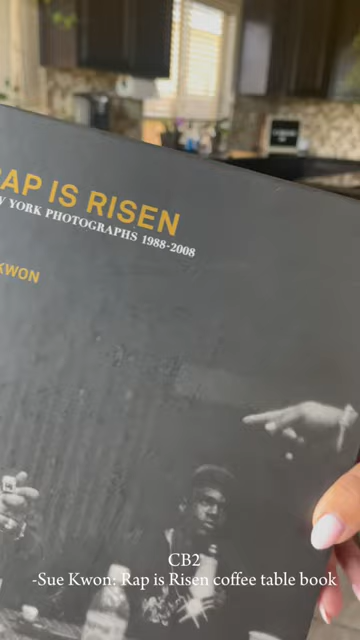 AP IS RISEN
YORK PHOTOGRAPHS 1988-2008
KWON
CB2
-Sue Kwon: Rap is Risen coffee table book